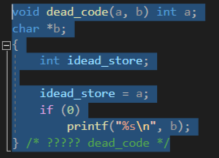 void dead_code(a, b) int a;
char *b;
{
    int idead_store;

    idead_store = a;
    if (0)
        printf("%s\n", b);
} /* ????? dead_code */